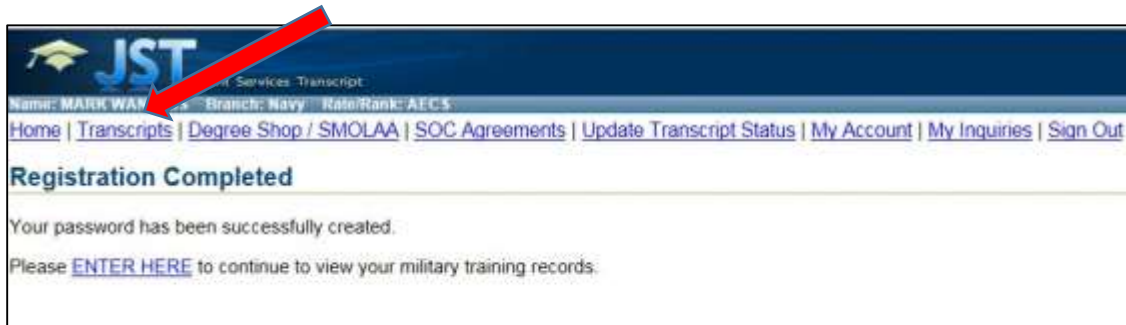 JST
Services Transcript
Name: MARK Branch: Navy Rate/Rank: AECS
Home | Transcripts | Degree Shop / SMOLAA | SOC Agreements | Update Transcript Status | My Account | My Inquiries | Sign Out
Registration Completed
Your password has been successfully created.
Please ENTER HERE to continue to view your military training records.